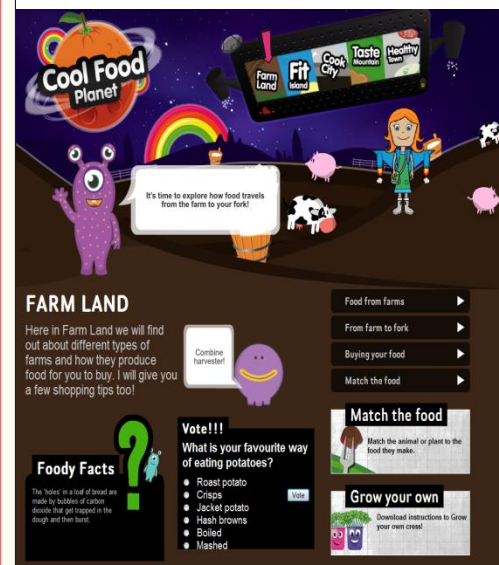 Cool Food
Planet
Farm
Land
Fit
Island
Cook
City
Taste
Mountain
Healthy
Town
It's time to explore how food travels
from the farm to your fork!
FARM LAND
Here in Farm Land we will find
out about different types of
farms and how they produce
food for you to buy. I will give you
a few shopping tips too!
Combine
harvester!
Food from farms
From farm to fork
Buying your food
Match the food
Foody Facts
The 'holes' in a loaf of bread are
made by bubbles of carbon
dioxide that get trapped in the
dough and then burst.
Vote!!!
What is your favourite way
of eating potatoes?
Roast potato
Crisps
Jacket potato
Hash browns
Boiled
Mashed
Vote
Match the food
Match the animal or plant to the
food they make.
Grow your own
Download instructions to Grow
your own cress!